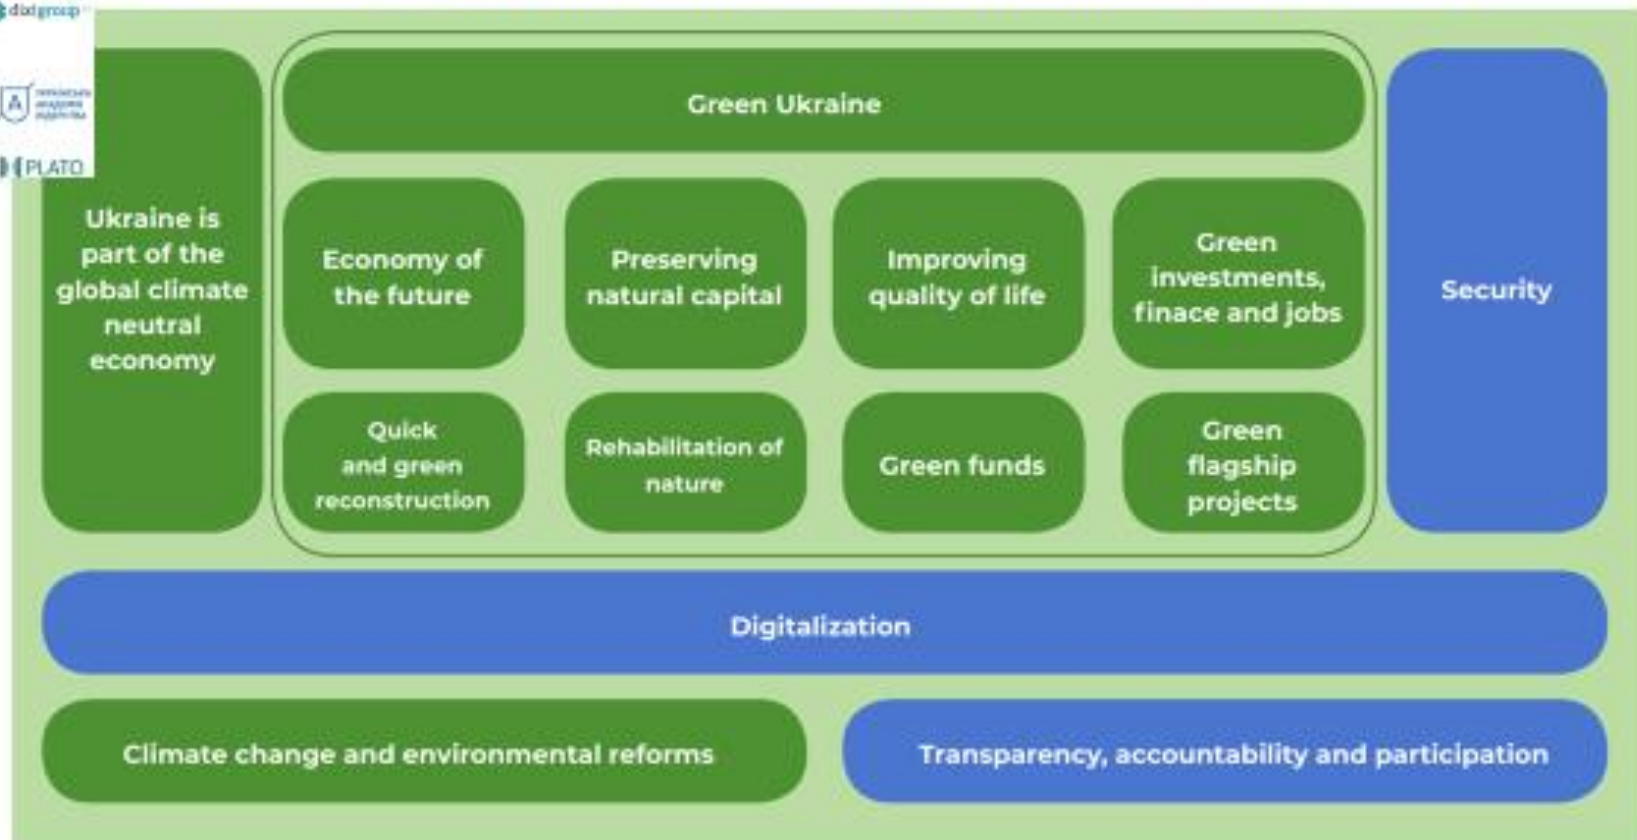 dixigroup
PLATO
Green Ukraine
Ukraine is
part of the
global climate
neutral
economy
Economy of
the future
Preserving
natural capital
Improving
quality of life
Green
investments,
finace and jobs
Security
Quick
and green
reconstruction
Rehabilitation of
nature
Green funds
Green
flagship
projects
Digitalization
Climate change and environmental reforms
Transparency, accountability and participation